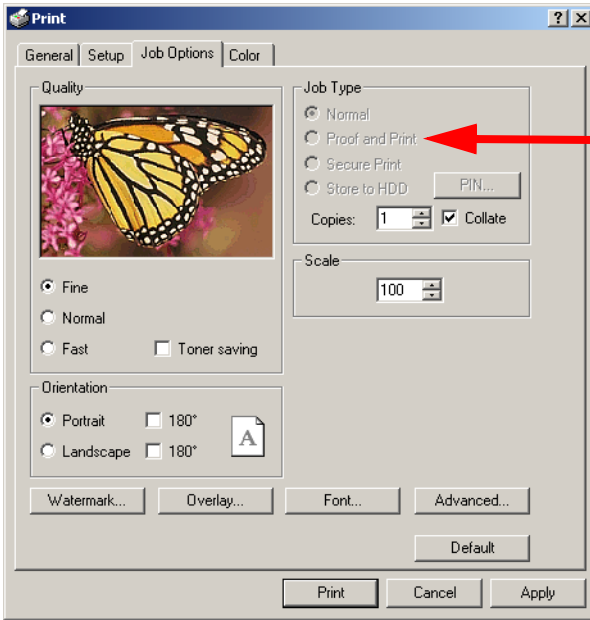 Print
General Setup Job Options Color
Quality
Fine
Normal
Fast Toner saving
Orientation
Portrait 180°
Landscape 180°
A
Job Type
Normal
Proof and Print
Secure Print
Store to HDD PIN...
Copies: 1 Collate
Scale
100
Watermark... Overlay... Font... Advanced...
Default
Print Cancel Apply